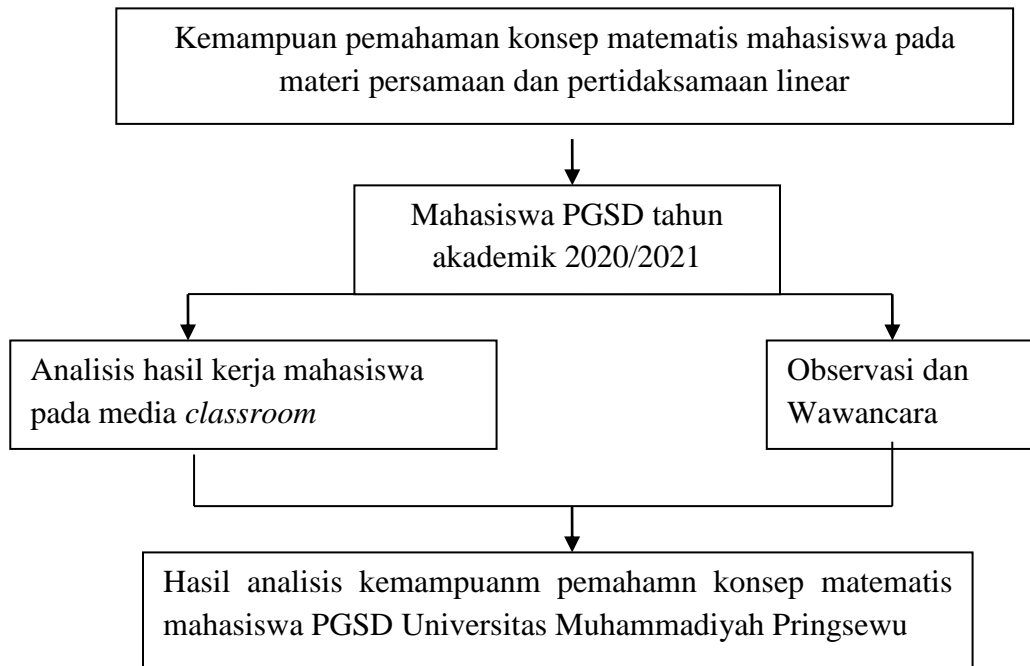 Kemampuan pemahaman konsep matematis mahasiswa pada
materi persamaan dan pertidaksamaan linear
Mahasiswa PGSD tahun
akademik 2020/2021
Analisis hasil kerja mahasiswa
pada media classroom
Observasi dan
Wawancara
Hasil analisis kemampuanm pemahamn konsep matematis
mahasiswa PGSD Universitas Muhammadiyah Pringsewu